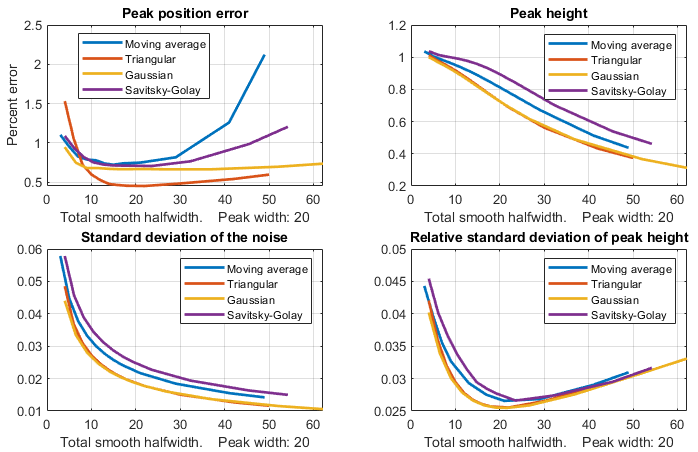 Peak position error
2.5
2
1.5
1
0.5
Percent error
0 10 20 30 40 50 60
Total smooth halfwidth. Peak width: 20
Moving average
Triangular
Gaussian
Savitsky-Golay
Peak height
1.2
1
0.8
0.6
0.4
0.2
0 10 20 30 40 50 60
Total smooth halfwidth. Peak width: 20
Moving average
Triangular
Gaussian
Savitsky-Golay
Standard deviation of the noise
0.06
0.05
0.04
0.03
0.02
0.01
0 10 20 30 40 50 60
Total smooth halfwidth. Peak width: 20
Moving average
Triangular
Gaussian
Savitsky-Golay
Relative standard deviation of peak height
0.05
0.045
0.04
0.035
0.03
0.025
0 10 20 30 40 50 60
Total smooth halfwidth. Peak width: 20
Moving average
Triangular
Gaussian
Savitsky-Golay